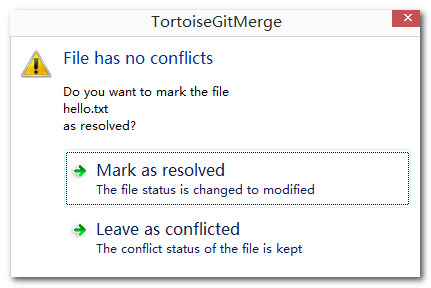 TortoiseGitMerge
File has no conflicts
Do you want to mark the file
hello.txt
as resolved?
Mark as resolved
The file status is changed to modified
Leave as conflicted
The conflict status of the file is kept